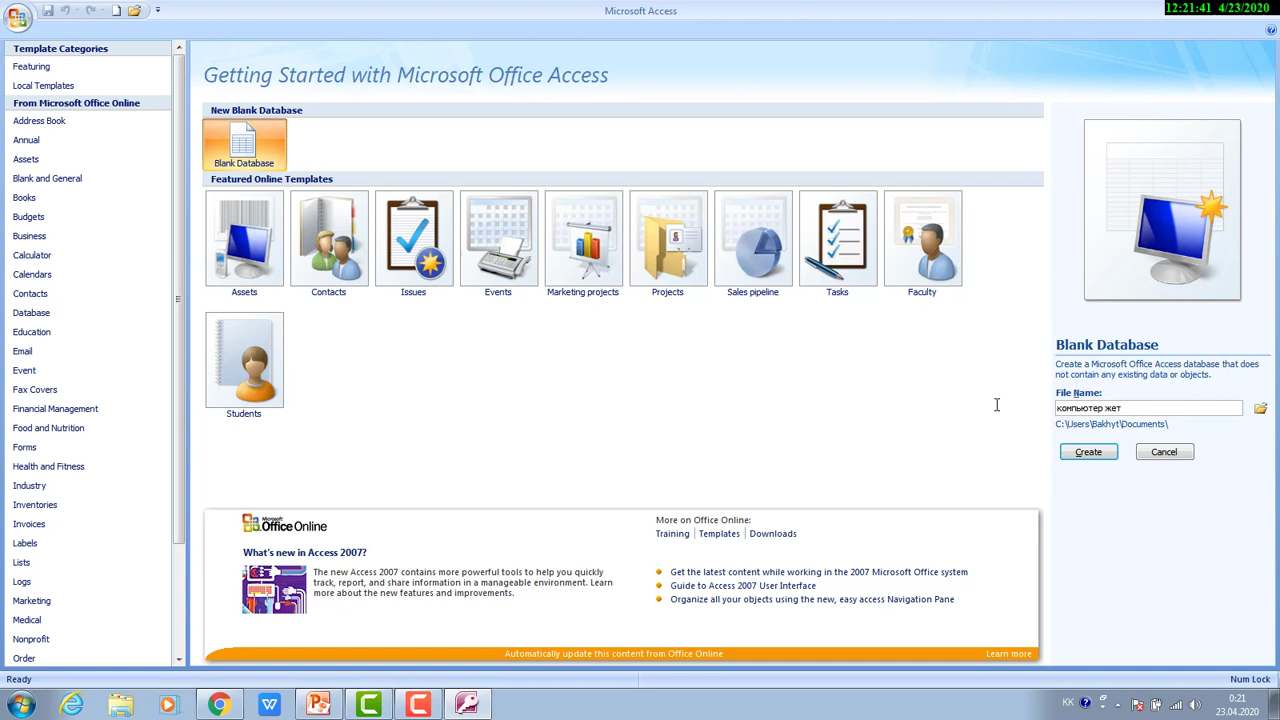 Microsoft Access
12:21:41 4/23/2020
Template Categories
Featuring
Local Templates
From Microsoft Office Online
Address Book
Annual
Assets
Blank and General
Books
Budgets
Business
Calculator
Calendars
Contacts
Database
Education
Email
Event
Fax Covers
Financial Management
Food and Nutrition
Forms
Health and Fitness
Industry
Inventories
Invoices
Labels
Lists
Logs
Marketing
Medical
Nonprofit
Order
Getting Started with Microsoft Office Access
New Blank Database
Blank Database
Featured Online Templates
Assets
Contacts
Issues
Events
Marketing projects
Projects
Sales pipeline
Tasks
Faculty
Students
Microsoft
Office Online
What's new in Access 2007?
The new Access 2007 contains more powerful tools to help you quickly
track, report, and share information in a manageable environment. Learn
more about the new features and improvements.
More on Office Online:
Training | Templates | Downloads
Get the latest content while working in the 2007 Microsoft Office system
Guide to Access 2007 User Interface
Organize all your objects using the new, easy access Navigation Pane
Automatically update this content from Office Online
Learn more
Blank Database
Create a Microsoft Office Access database that does
not contain any existing data or objects.
File Name:
компьютер жет
C:\Users\Bakhyt\Documents\
Create
Cancel
Ready
Num Lock
KK
0:21
23.04.2020